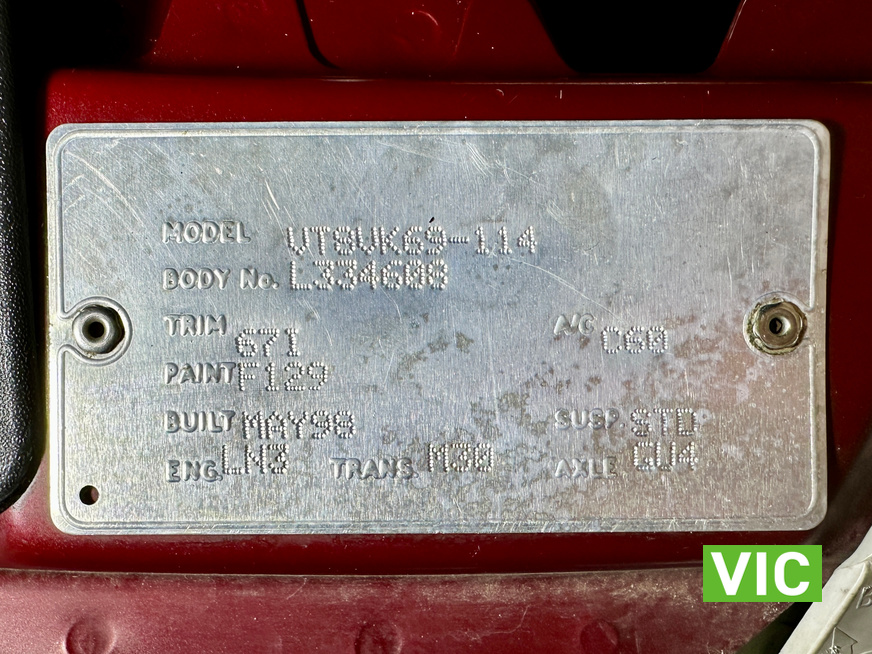 MODEL VT8VK69-114
BODY No. L334608
TRIM 671 A/C C60
PAINT F129
BUILT MAY98 SUSP. STD
ENG. LN3 TRANS. M30 AXLE GU4
VIC